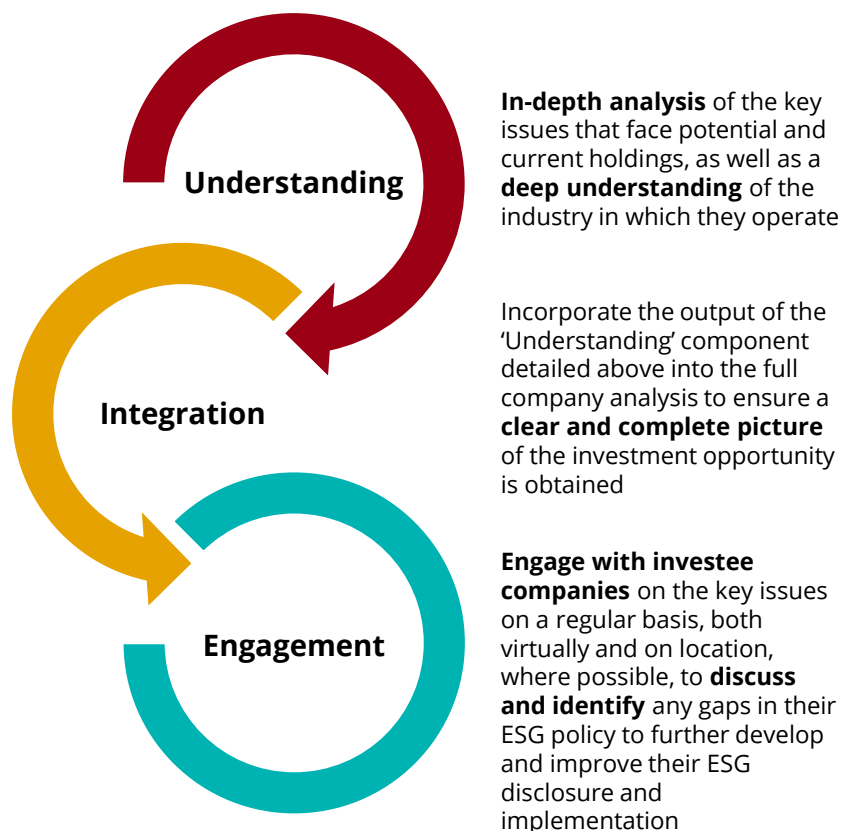 Understanding
In-depth analysis of the key
issues that face potential and
current holdings, as well as a
deep understanding of the
industry in which they operate
Integration
Incorporate the output of the
‘Understanding’ component
detailed above into the full
company analysis to ensure a
clear and complete picture
of the investment opportunity
is obtained
Engagement
Engage with investee
companies on the key issues
on a regular basis, both
virtually and on location,
where possible, to discuss
and identify any gaps in their
ESG policy to further develop
and improve their ESG
disclosure and
implementation